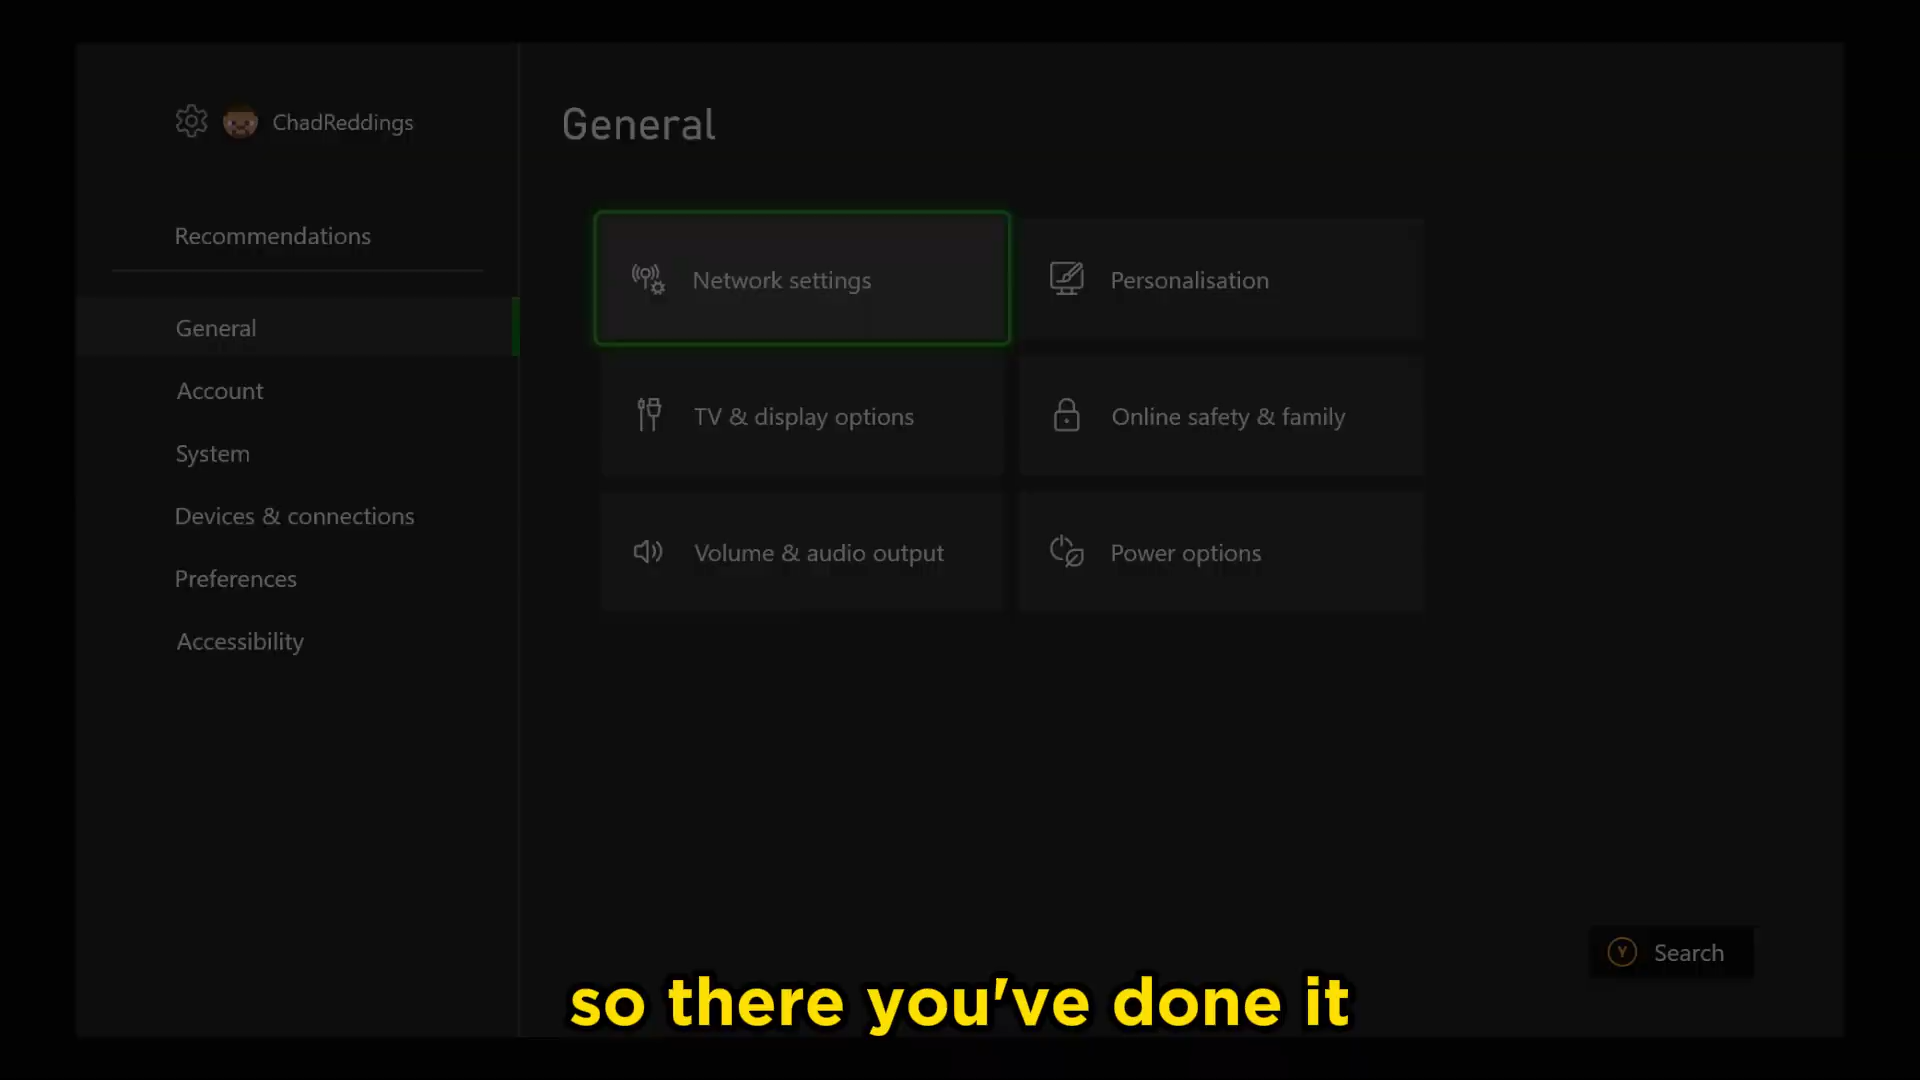 ChadReddings
Recommendations
General
Account
System
Devices & connections
Preferences
Accessibility
General
Network settings
Personalisation
TV & display options
Online safety & family
Volume & audio output
Power options
Y Search
so there you've done it